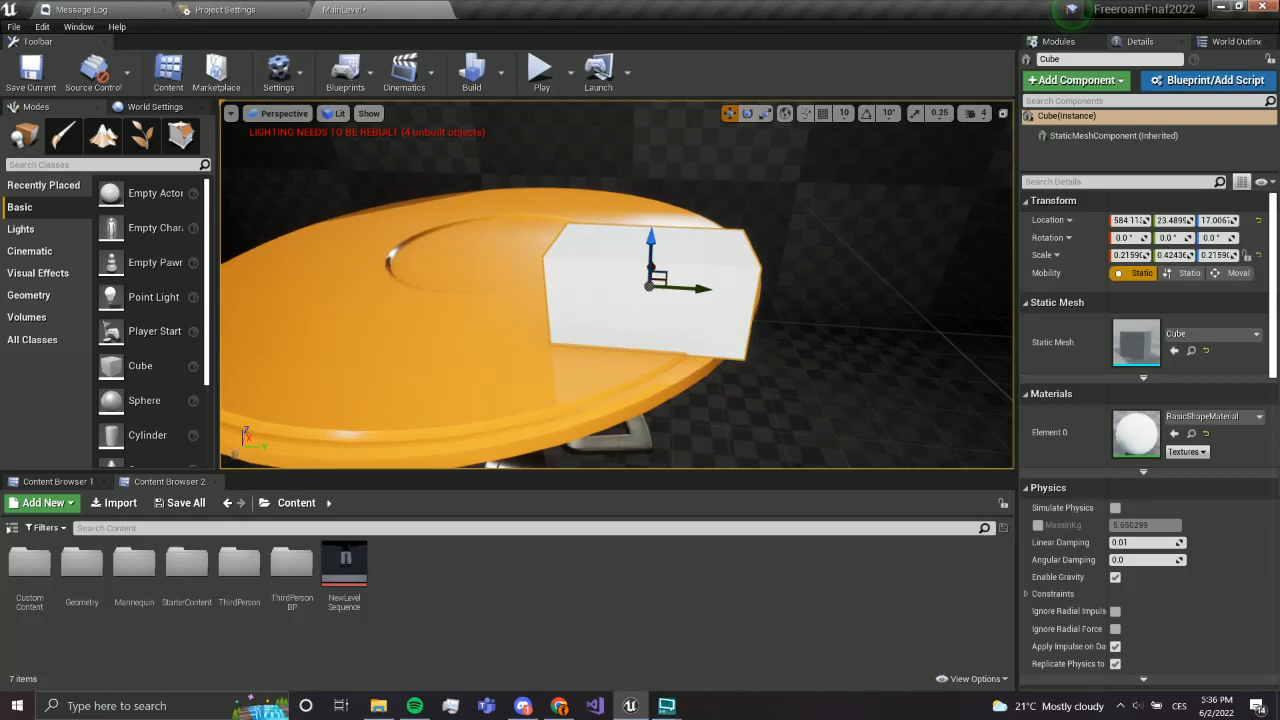 Message Log
Project Settings
MainLevel*
FreeroamFnaf2022
File Edit Window Help
Toolbar
Modules Details World Outline
Save Current Source Control Content Marketplace Settings Blueprints Cinematics Build Play Launch
Cube
Add Component Blueprint/Add Script
Search Components
Cube(Instance)
StaticMeshComponent (Inherited)
Modes World Settings
Search Classes
Recently Placed
Basic
Lights
Cinematic
Visual Effects
Geometry
Volumes
All Classes
Empty Actor
Empty Chara
Empty Pawn
Point Light
Player Start
Cube
Sphere
Cylinder
Perspective Lit Show
10 10° 0.25 4
LIGHTING NEEDS TO BE REBUILT (4 unbuilt objects)
Z
X
Y
Search Details
Transform
Location 584.113 23.4899 17.0067
Rotation 0.0 ° 0.0 ° 0.0 °
Scale 0.21590 0.42436 0.21590
Mobility Static Statio Moval
Static Mesh
Static Mesh Cube
Materials
Element 0 BasicShapeMaterial
Textures
Physics
Simulate Physics
MassInKg 5.650299
Linear Damping 0.01
Angular Damping 0.0
Enable Gravity
Constraints
Ignore Radial Impuls
Ignore Radial Force
Apply Impulse on Da
Replicate Physics to
Content Browser 1 Content Browser 2
Add New Import Save All Content
Filters Search Content
Custom Content
Geometry
Mannequin
StarterContent
ThirdPerson
ThirdPerson BP
NewLevel Sequence
7 items
View Options
Type here to search
21°C Mostly cloudy
CES
5:36 PM
6/2/2022